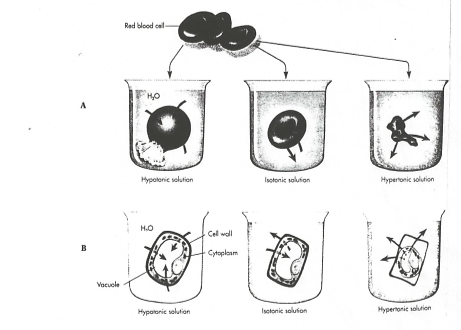 Red blood cell
A
H₂O
Hypotonic solution
Isotonic solution
Hypertonic solution
B
H₂O
Cell wall
Cytoplasm
Vacuole
Hypotonic solution
Isotonic solution
Hypertonic solution